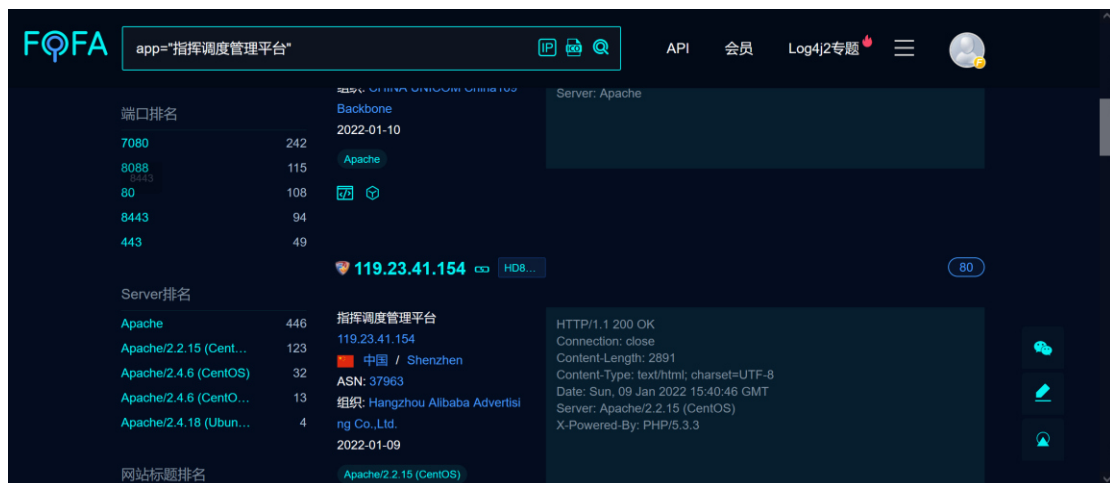 FOFA
app="指挥调度管理平台"
IP
ICO
API
会员
Log4j2专题
组织: CHINA UNICOM China169
Backbone
2022-01-10
Apache
Server: Apache
端口排名
7080 242
8088 115
8443
80 108
8443 94
443 49
119.23.41.154 HD8...
80
Server排名
Apache 446
Apache/2.2.15 (Cent... 123
Apache/2.4.6 (CentOS) 32
Apache/2.4.6 (CentO... 13
Apache/2.4.18 (Ubun... 4
网站标题排名
指挥调度管理平台
119.23.41.154
中国 / Shenzhen
ASN: 37963
组织: Hangzhou Alibaba Advertisi
ng Co.,Ltd.
2022-01-09
Apache/2.2.15 (CentOS)
HTTP/1.1 200 OK
Connection: close
Content-Length: 2891
Content-Type: text/html; charset=UTF-8
Date: Sun, 09 Jan 2022 15:40:46 GMT
Server: Apache/2.2.15 (CentOS)
X-Powered-By: PHP/5.3.3